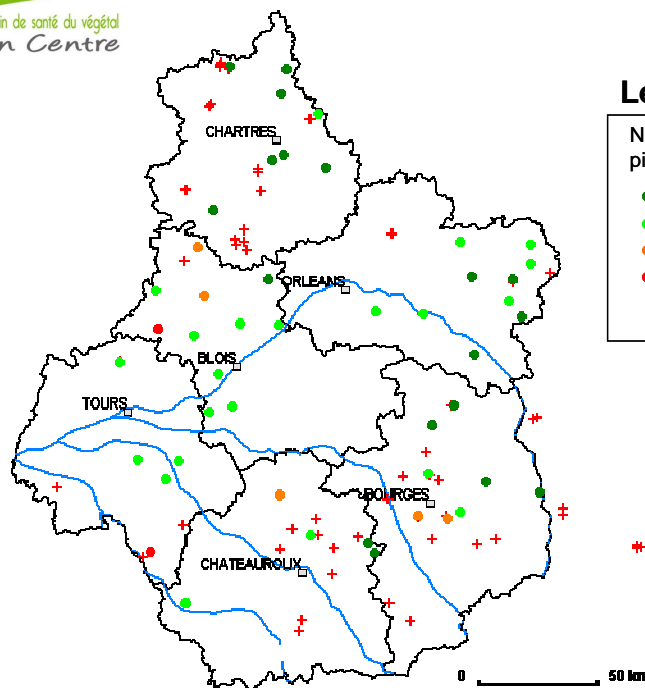 in de santé du végétal
n Centre
Le
N
pi
CHARTRES
ORLEANS
BLOIS
TOURS
BOURGES
CHATEAUROUX
0 50 km